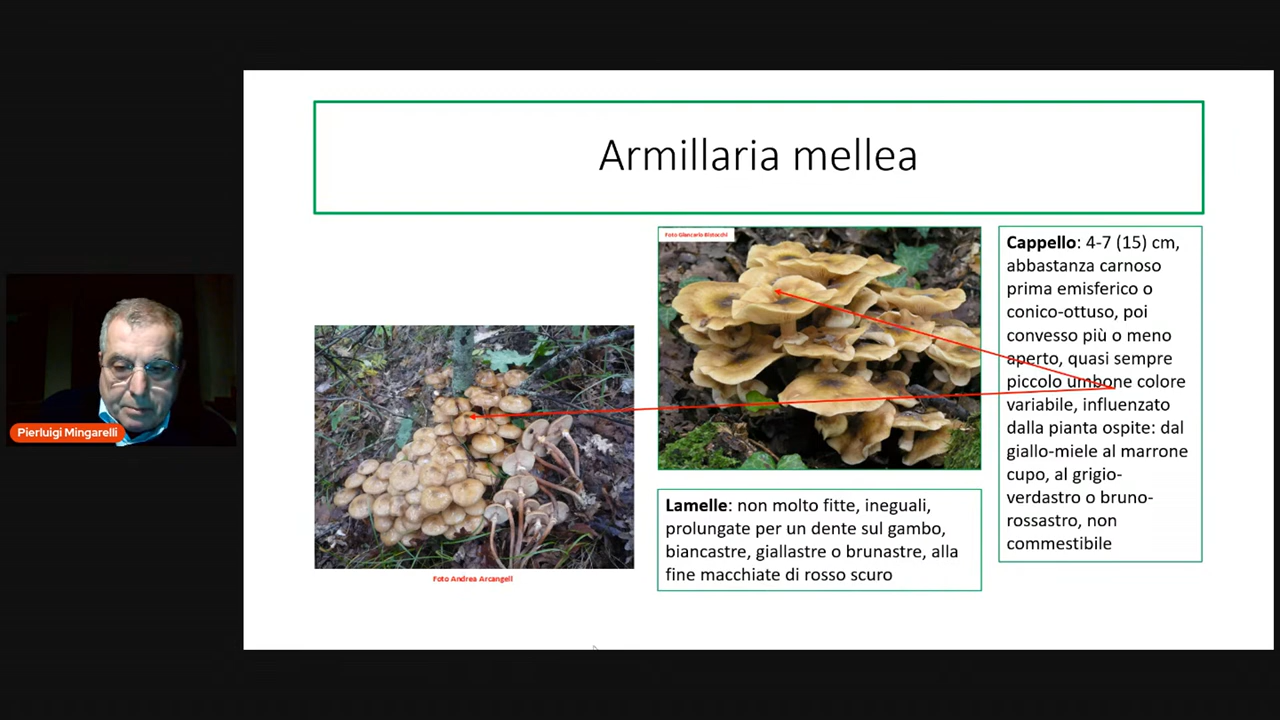 Armillaria mellea
Foto Giancarlo Bistocchi
Cappello: 4-7 (15) cm,
abbastanza carnoso
prima emisferico o
conico-ottuso, poi
convesso più o meno
aperto, quasi sempre
piccolo umbone colore
variabile, influenzato
dalla pianta ospite: dal
giallo-miele al marrone
cupo, al grigio-
verdastro o bruno-
rossastro, non
commestibile
Pierluigi Mingarelli
Lamelle: non molto fitte, ineguali,
prolungate per un dente sul gambo,
biancastre, giallastre o brunastre, alla
fine macchiate di rosso scuro
Foto Andrea Arcangeli